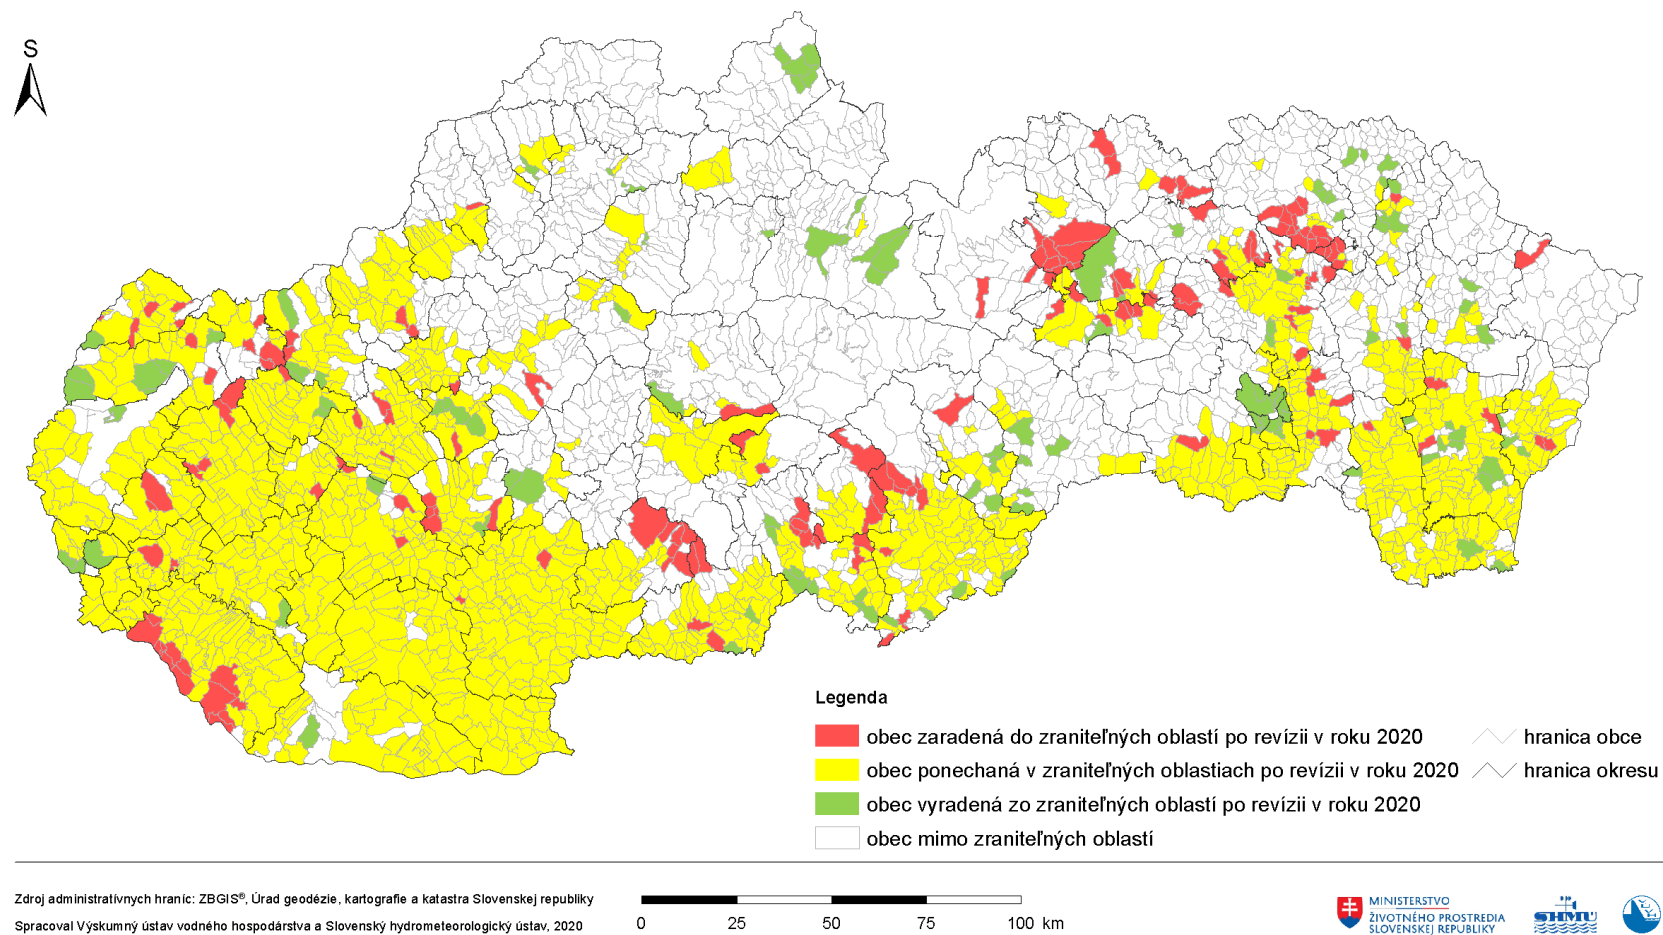 S
Legenda
obec zaradená do zraniteľných oblastí po revízii v roku 2020
hranica obce
obec ponechaná v zraniteľných oblastiach po revízii v roku 2020
hranica okresu
obec vyradená zo zraniteľných oblastí po revízii v roku 2020
obec mimo zraniteľných oblastí
Zdroj administratívnych hraníc: ZBGIS®, Úrad geodézie, kartografie a katastra Slovenskej republiky
Spracoval Výskumný ústav vodného hospodárstva a Slovenský hydrometeorologický ústav, 2020
0 25 50 75 100 km
MINISTERSTVO
ŽIVOTNÉHO PROSTREDIA
SLOVENSKEJ REPUBLIKY
SHMÚ